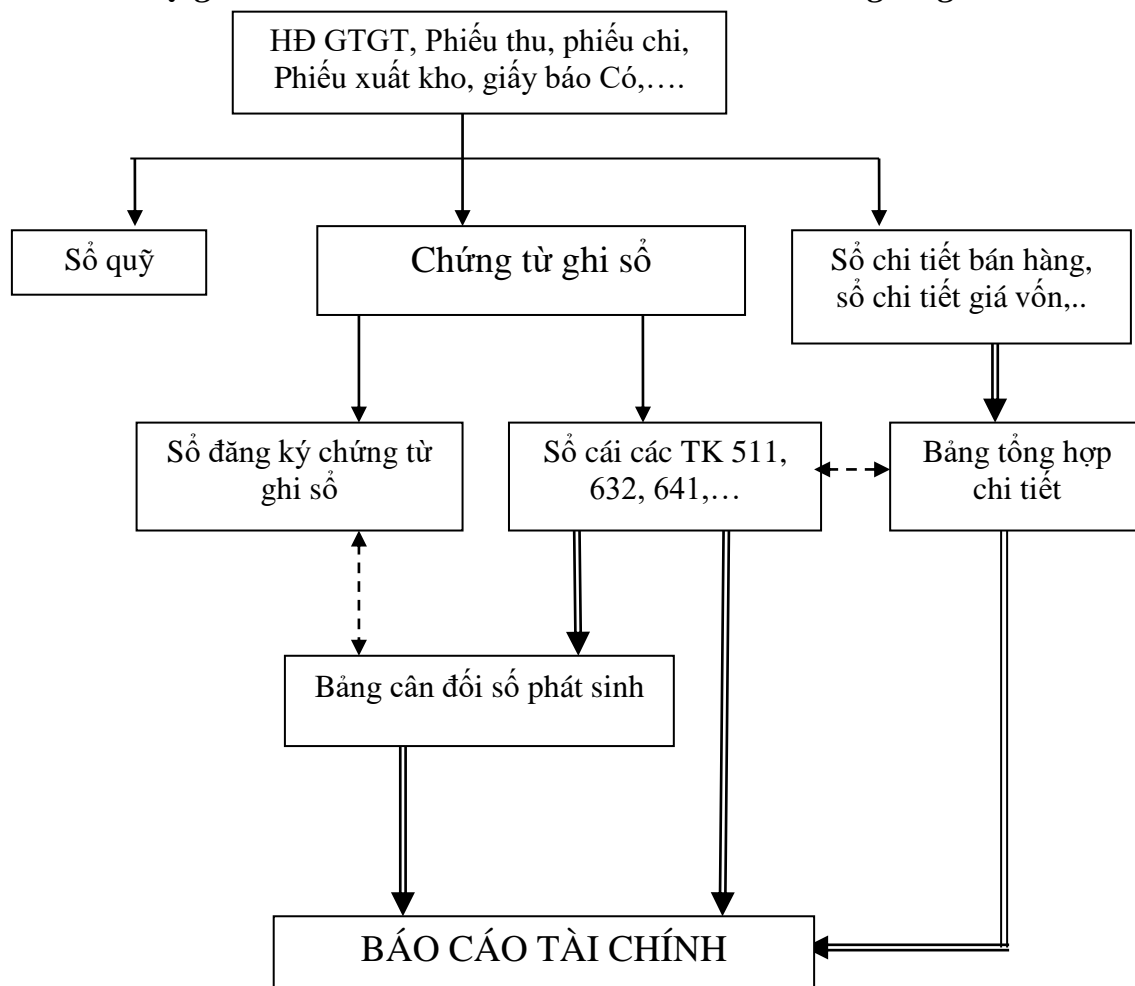 HĐ GTGT, Phiếu thu, phiếu chi,
Phiếu xuất kho, giấy báo Có,….
Sổ quỹ
Chứng từ ghi sổ
Sổ chi tiết bán hàng,
sổ chi tiết giá vốn,..
Sổ đăng ký chứng từ
ghi sổ
Sổ cái các TK 511,
632, 641,…
Bảng tổng hợp
chi tiết
Bảng cân đối số phát sinh
BÁO CÁO TÀI CHÍNH